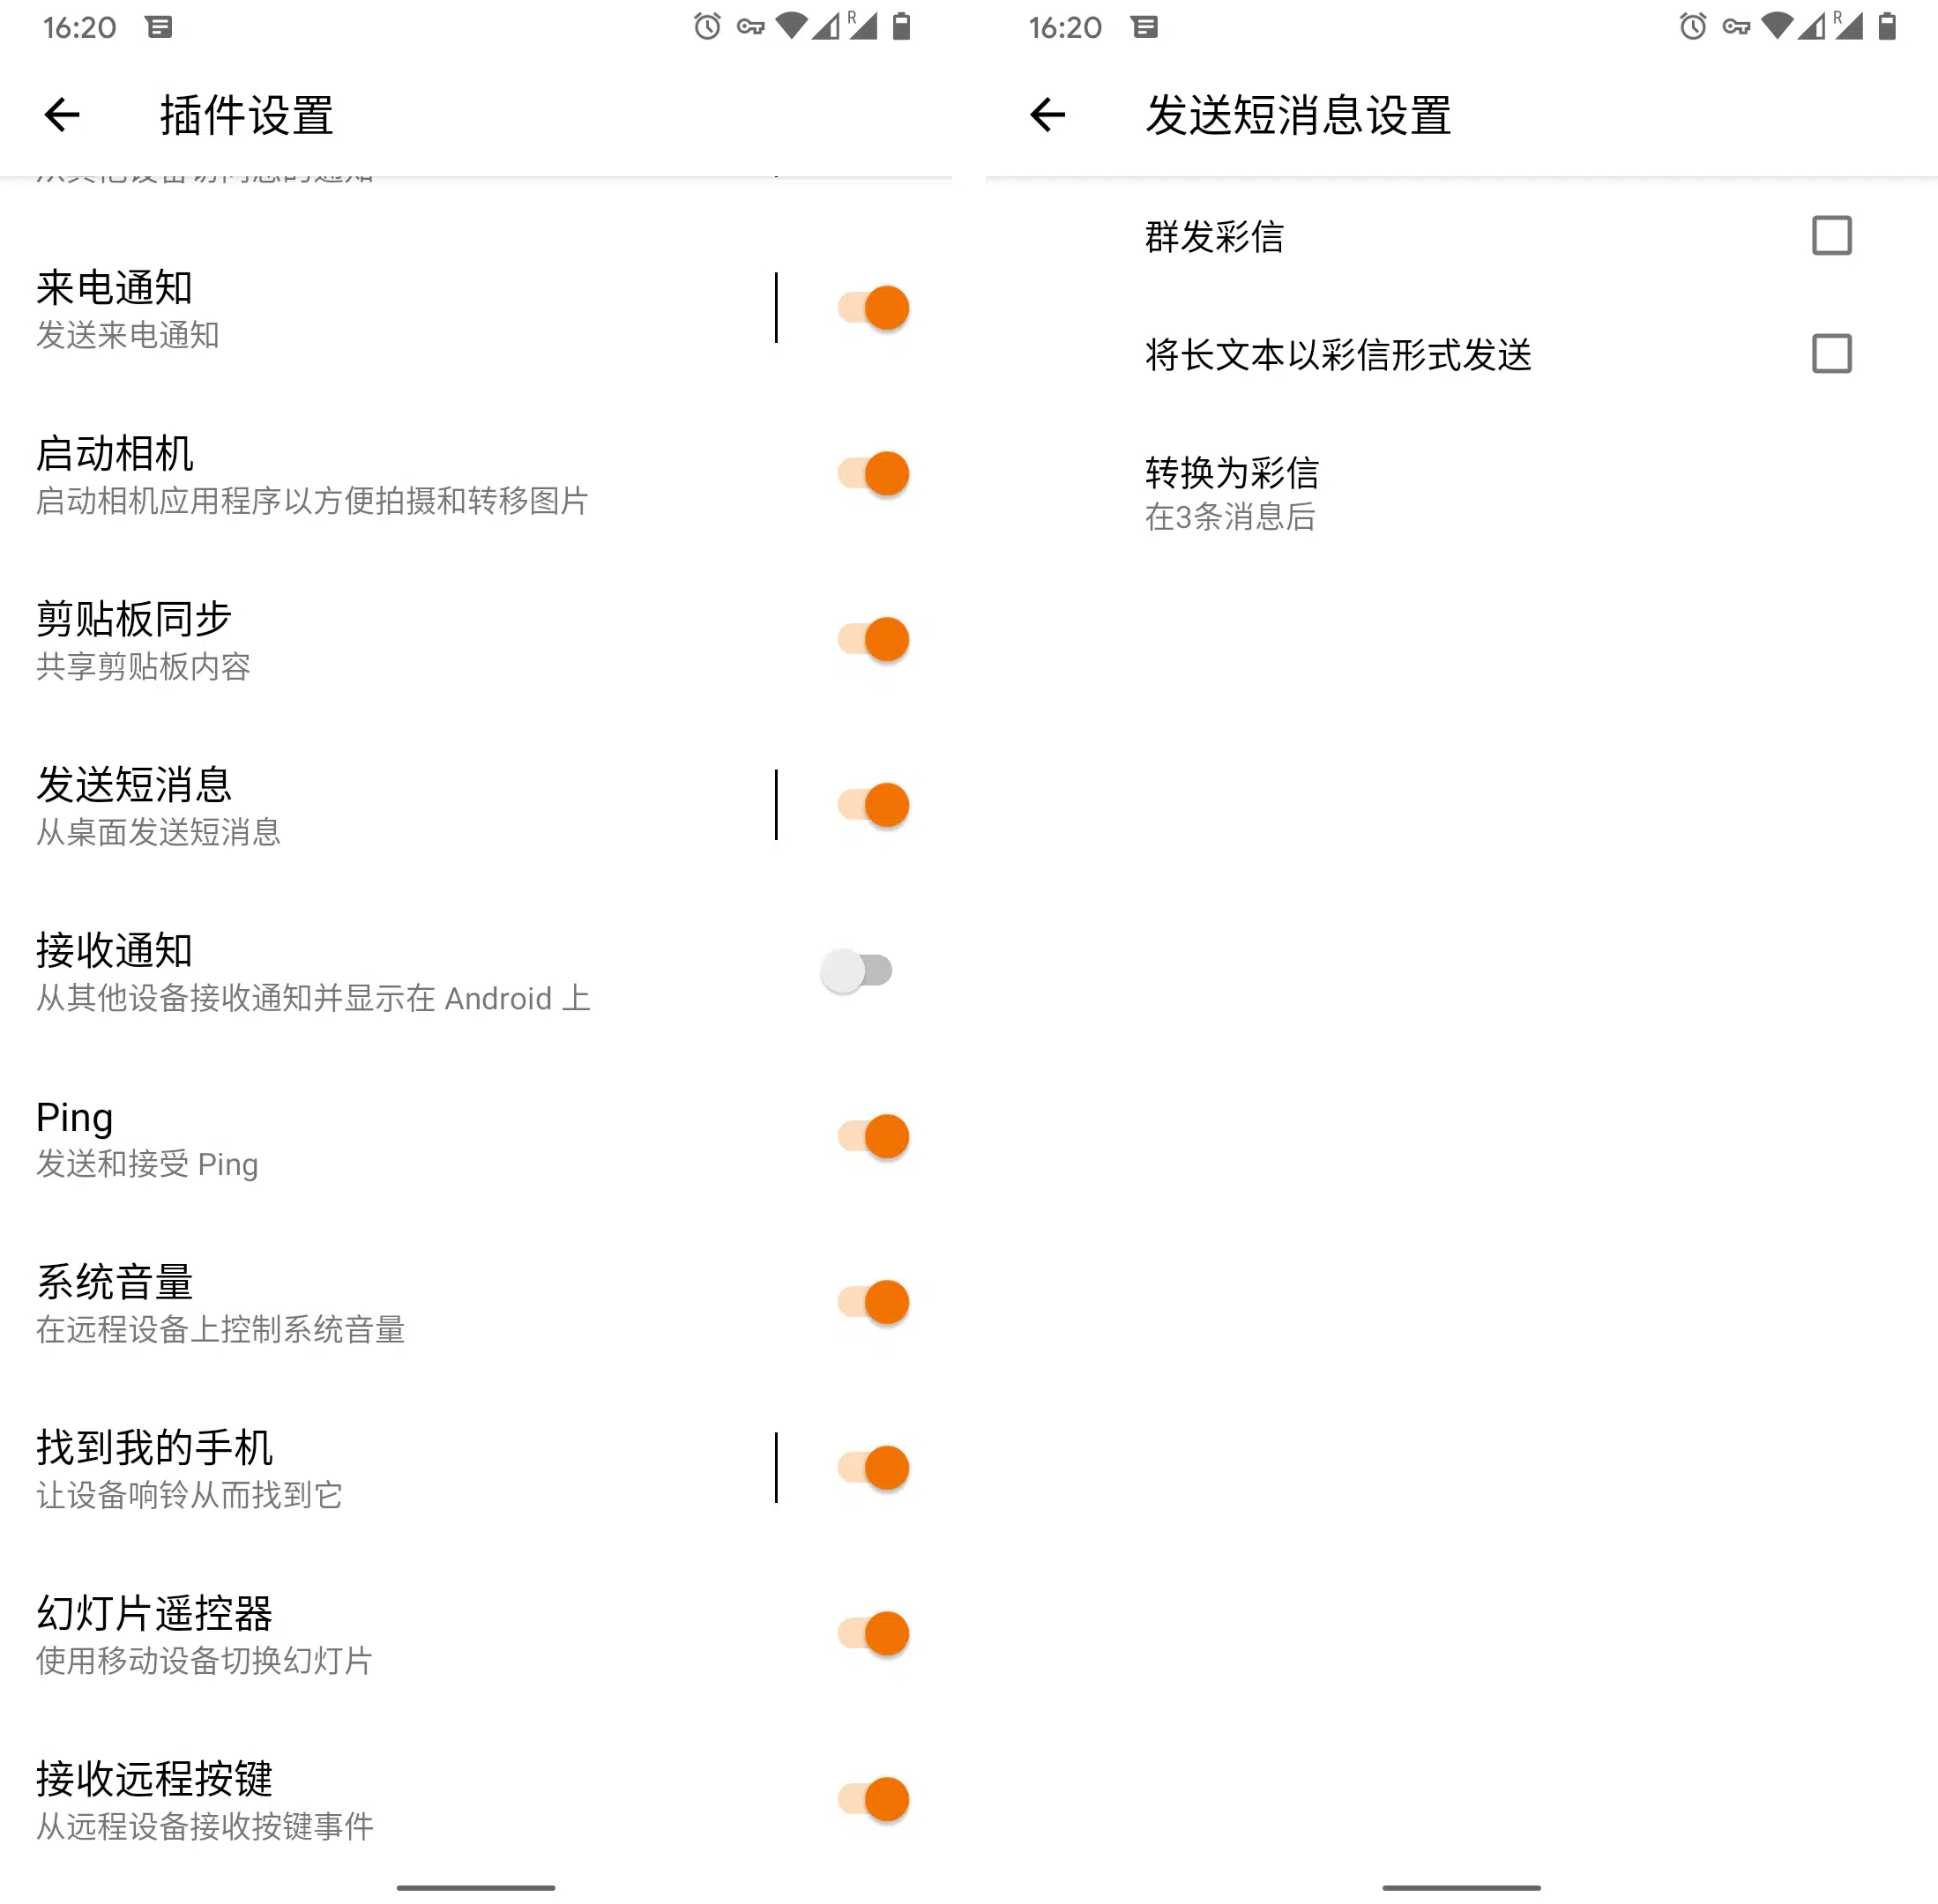 16:20
插件设置
来电通知
发送来电通知
启动相机
启动相机应用程序以方便拍摄和转移图片
剪贴板同步
共享剪贴板内容
发送短消息
从桌面发送短消息
接收通知
从其他设备接收通知并显示在 Android 上
Ping
发送和接受 Ping
系统音量
在远程设备上控制系统音量
找到我的手机
让设备响铃从而找到它
幻灯片遥控器
使用移动设备切换幻灯片
接收远程按键
从远程设备接收按键事件
16:20
R
发送短消息设置
群发彩信
将长文本以彩信形式发送
转换为彩信
在3条消息后